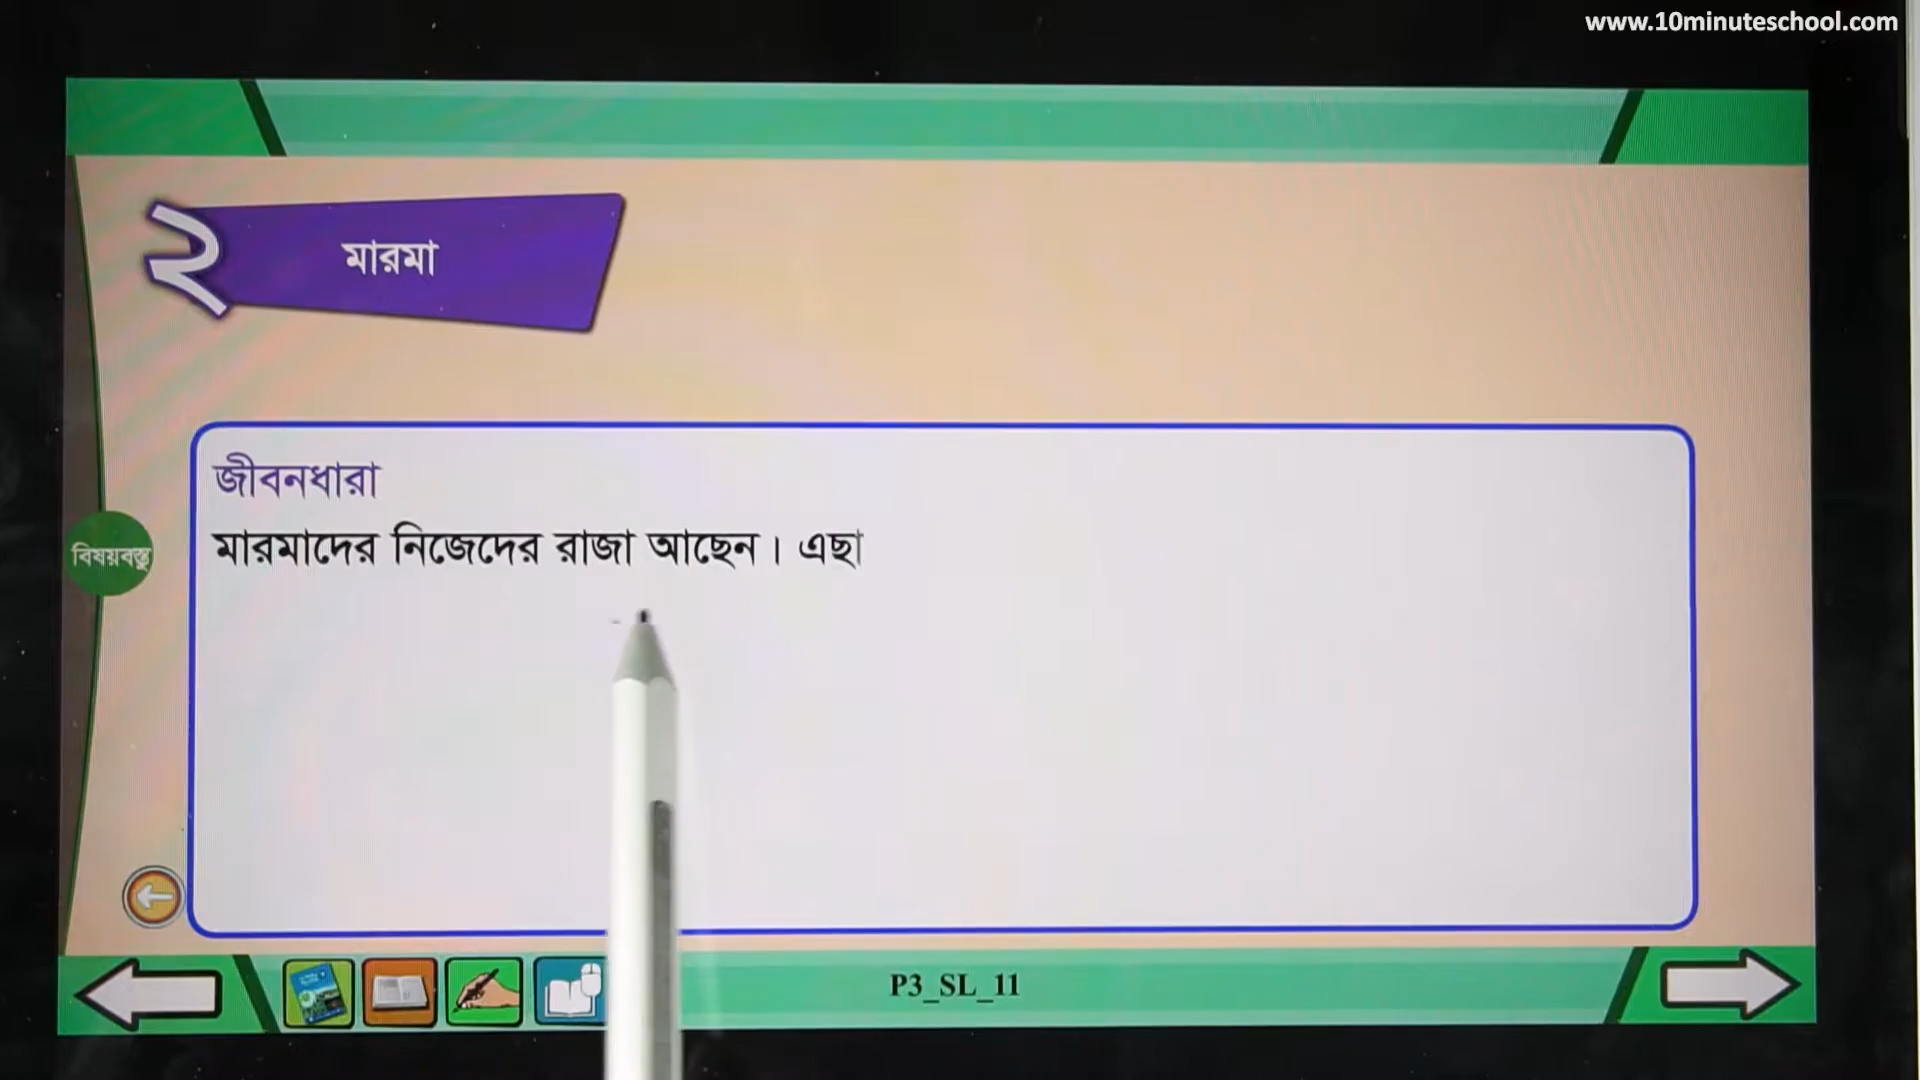 www.10minuteschool.com
২ মারমা
জীবনধারা
মারমাদের নিজেদের রাজা আছেন। এছা
বিষয়বস্তু
P3_SL_11